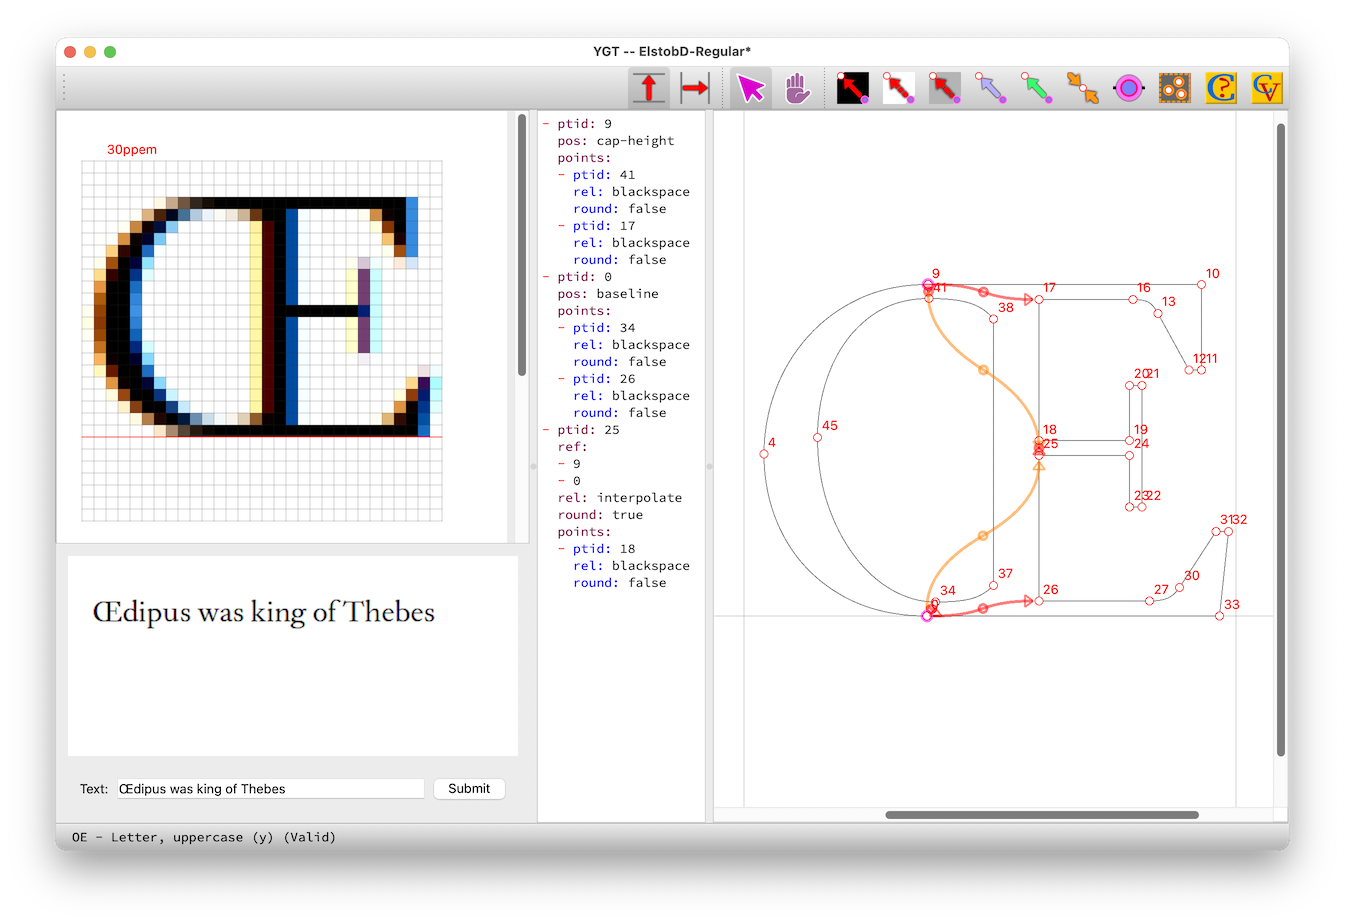 YGT -- ElstobD-Regular*
30ppem
- ptid: 9
pos: cap-height
points:
- ptid: 41
rel: blackspace
round: false
- ptid: 17
rel: blackspace
round: false
- ptid: 0
pos: baseline
points:
- ptid: 34
rel: blackspace
round: false
- ptid: 26
rel: blackspace
round: false
- ptid: 25
ref:
- 9
- 0
rel: interpolate
round: true
points:
- ptid: 18
rel: blackspace
round: false
9
10
41
17
16
13
38
12
11
20
21
45
4
18
19
25
24
23
22
31
32
37
30
34
26
27
0
33
Œ
Œdipus was king of Thebes
Text: Œdipus was king of Thebes Submit
OE - Letter, uppercase (y) (Valid)